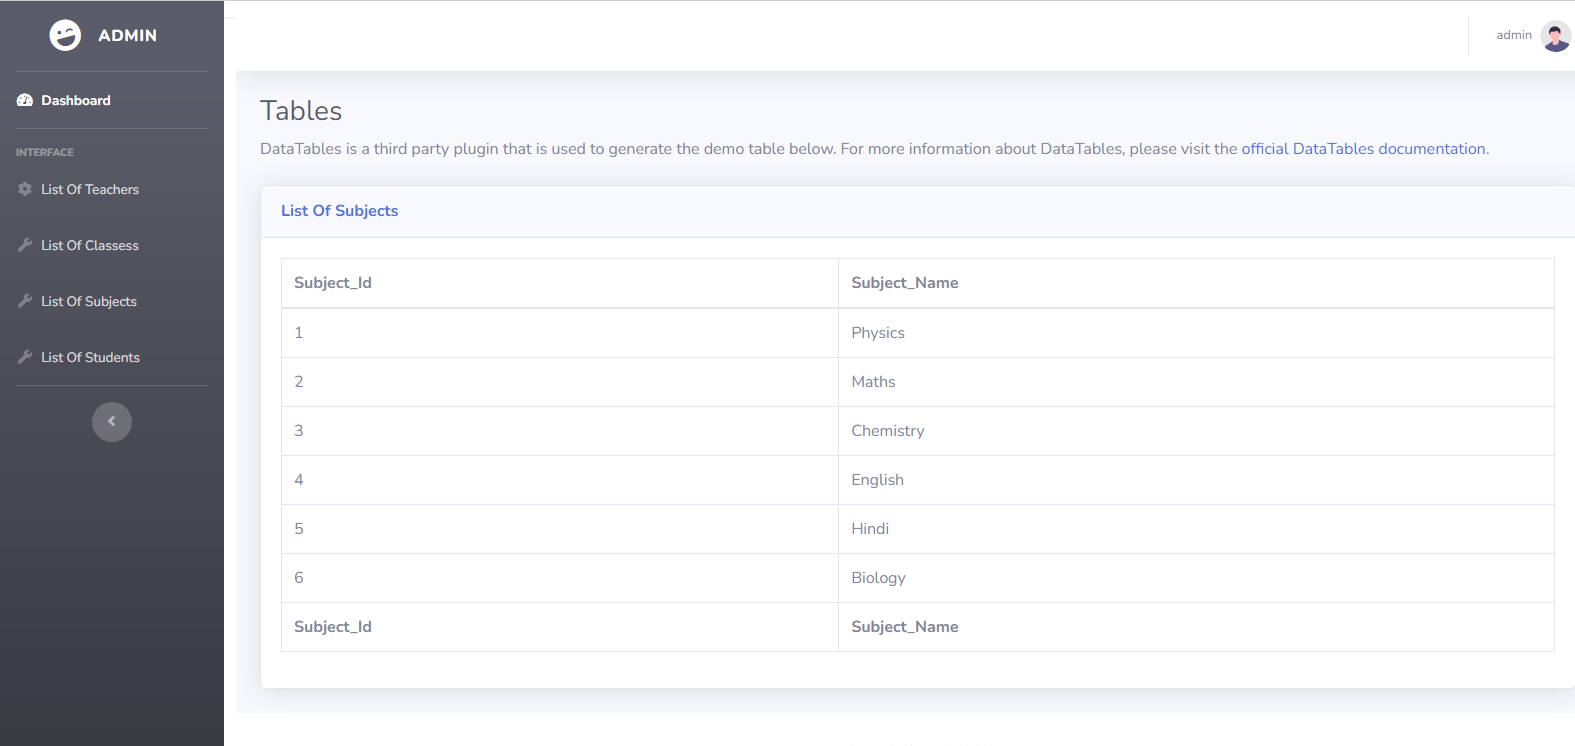 ADMIN
admin
Dashboard
INTERFACE
List Of Teachers
List Of Classess
List Of Subjects
List Of Students
Tables
DataTables is a third party plugin that is used to generate the demo table below. For more information about DataTables, please visit the official DataTables documentation.
List Of Subjects
Subject_Id Subject_Name
1 Physics
2 Maths
3 Chemistry
4 English
5 Hindi
6 Biology
Subject_Id Subject_Name